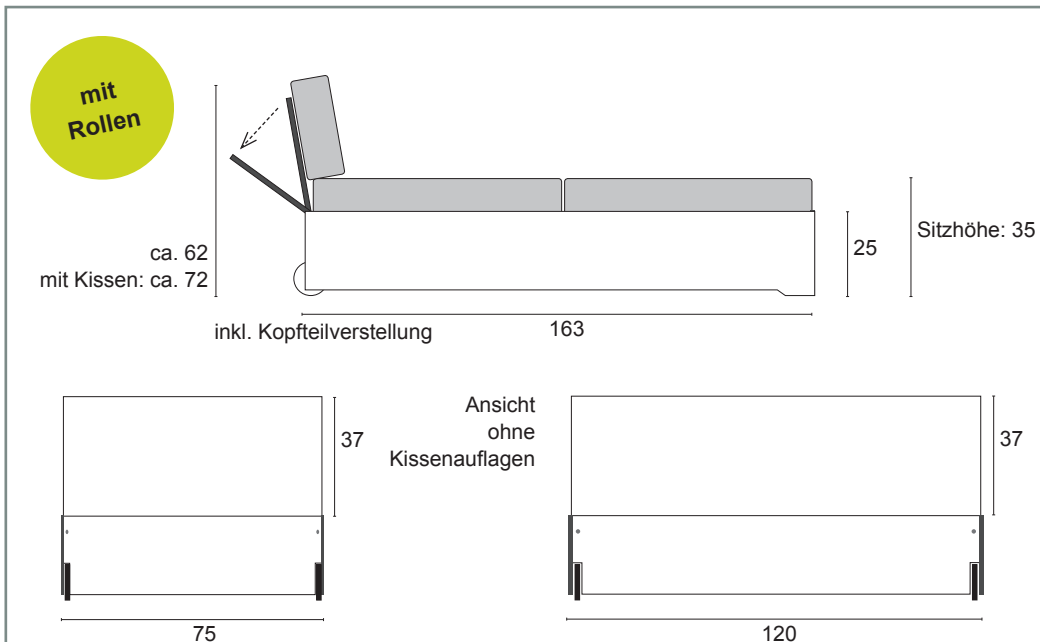 mit
Rollen
ca. 62
mit Kissen: ca. 72
25
Sitzhöhe: 35
inkl. Kopfteilverstellung
163
37
Ansicht
ohne
Kissenauflagen
37
75
120